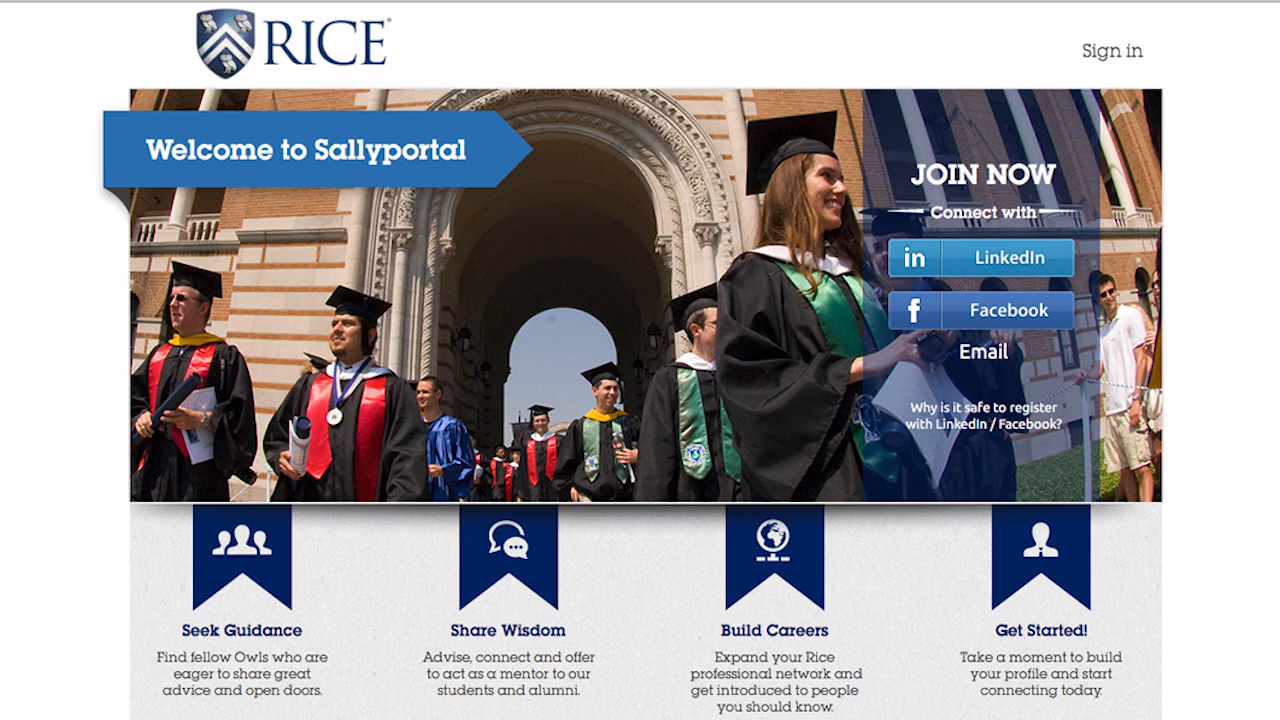 RICE
Sign in
Welcome to Sallyportal
JOIN NOW
Connect with
in LinkedIn
f Facebook
Email
Why is it safe to register
with LinkedIn / Facebook?
Seek Guidance
Find fellow Owls who are
eager to share great
advice and open doors.
Share Wisdom
Advise, connect and offer
to act as a mentor to our
students and alumni.
Build Careers
Expand your Rice
professional network and
get introduced to people
you should know.
Get Started!
Take a moment to build
your profile and start
connecting today.